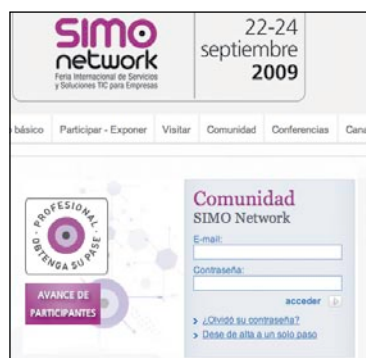 SIMO
network
Feria Internacional de Servicios
y Soluciones TIC para Empresas
22-24
septiembre
2009
básico Participar - Exponer Visitar Comunidad Conferencias
PROFESIONAL
OBTENGA SU PASE
AVANCE DE
PARTICIPANTES
Comunidad
SIMO Network
E-mail:
Contraseña:
acceder
¿Olvidó su contraseña?
Dese de alta a un solo paso